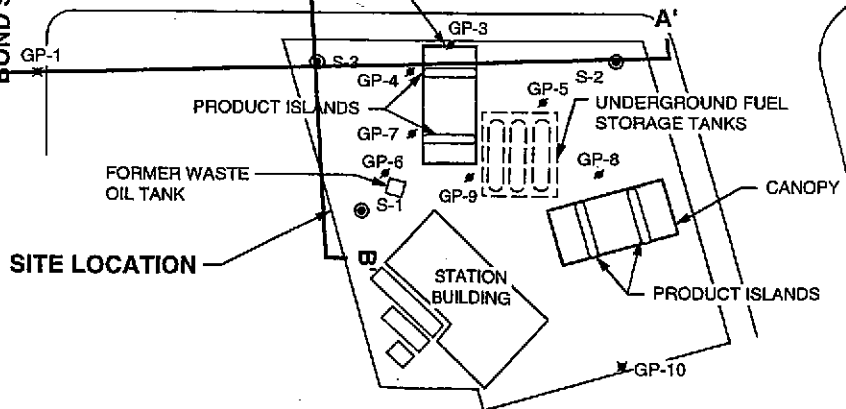 A'
GP-3
BOND S
GP-1
S-3
S-2
GP-4
GP-5
PRODUCT ISLANDS
UNDERGROUND FUEL
STORAGE TANKS
GP-7
FORMER WASTE
OIL TANK
GP-6
GP-9
GP-8
CANOPY
S-1
SITE LOCATION
B'
STATION
BUILDING
PRODUCT ISLANDS
GP-10